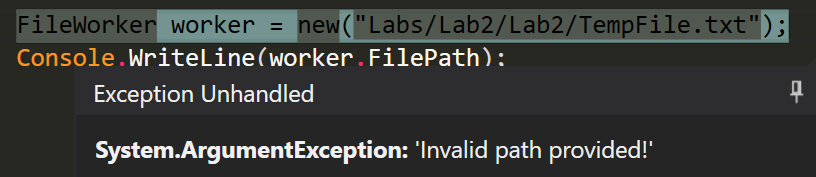 FileWorker worker = new("Labs/Lab2/Lab2/TempFile.txt");
Console.WriteLine(worker.FilePath);
Exception Unhandled
System.ArgumentException: 'Invalid path provided!'